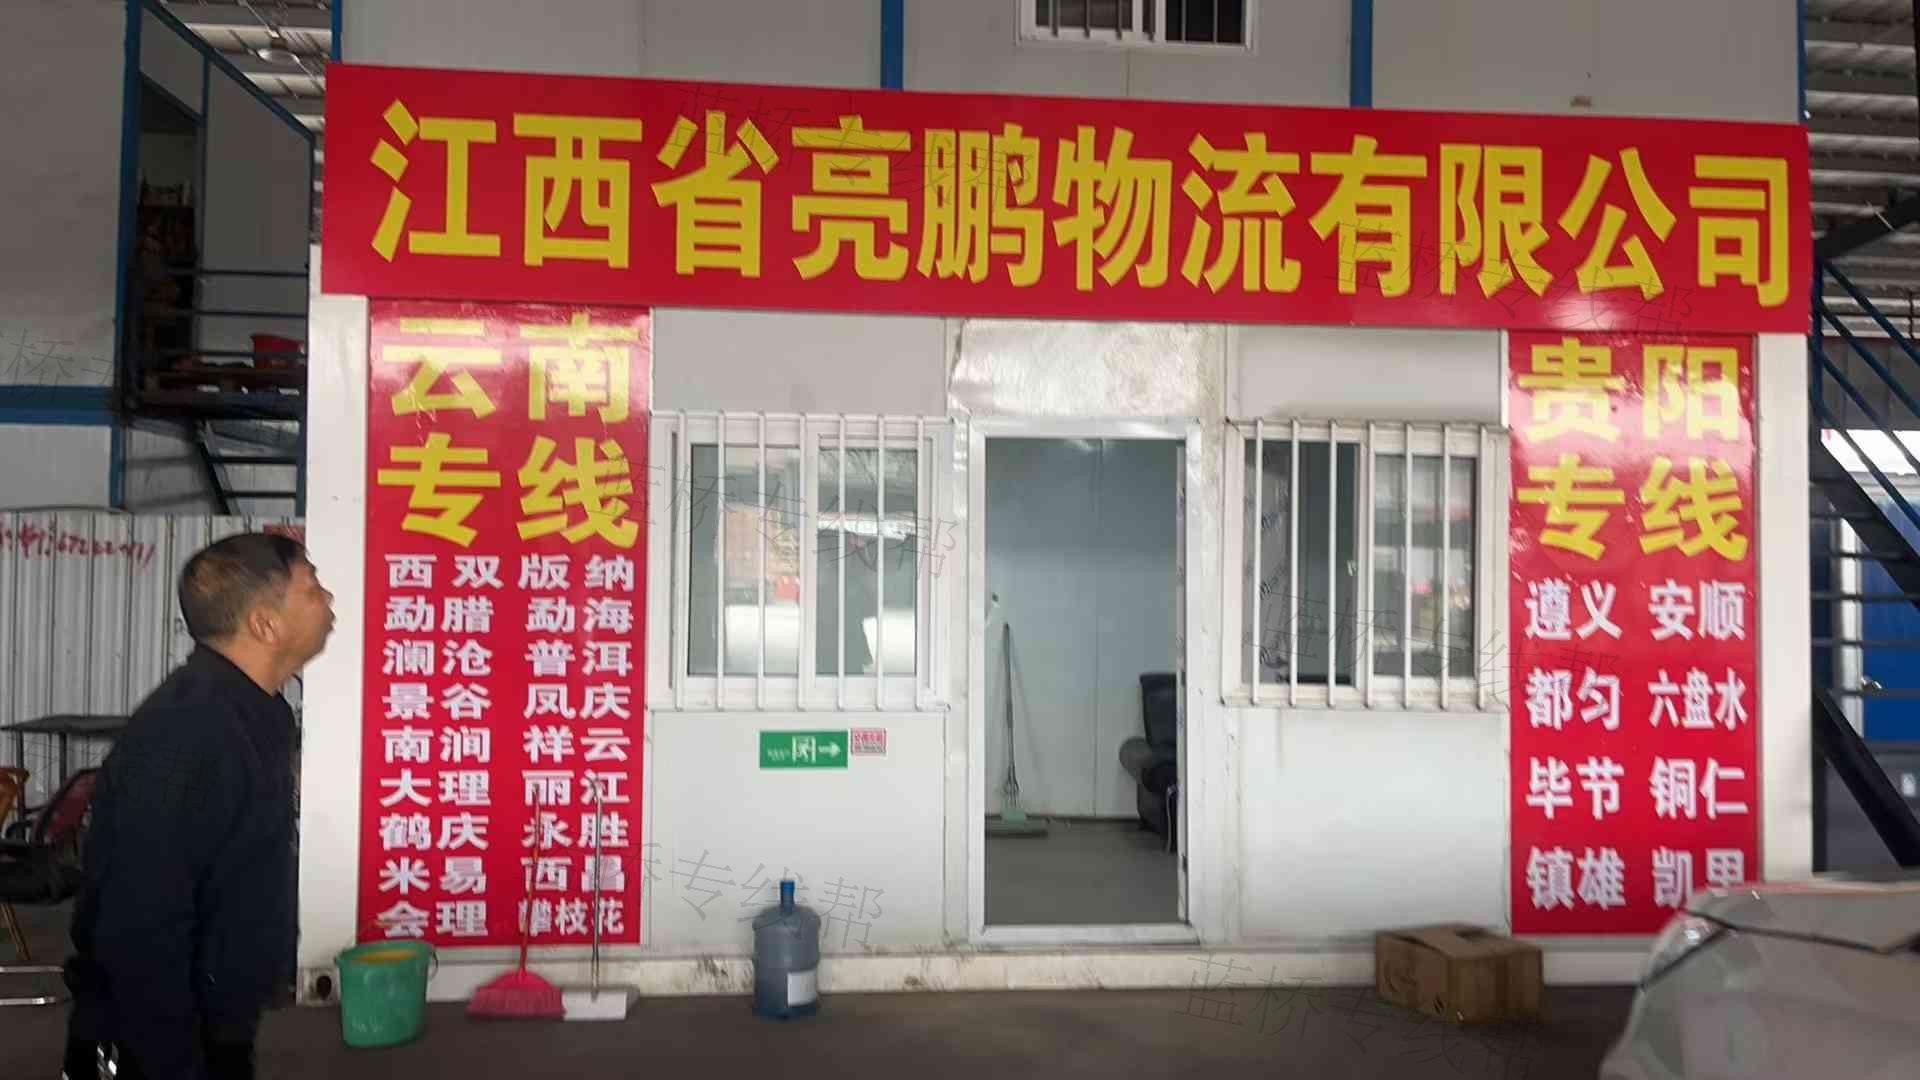 江西省亮鹏物流有限公司
云南
专线
西双版纳
勐腊 勐海
澜沧 普洱
景谷 凤庆
南涧 祥云
大理 丽江
鹤庆 永胜
米易 西昌
会理 攀枝花
贵阳
专线
遵义 安顺
都匀 六盘水
毕节 铜仁
镇雄 凯里
蓝桥专线帮